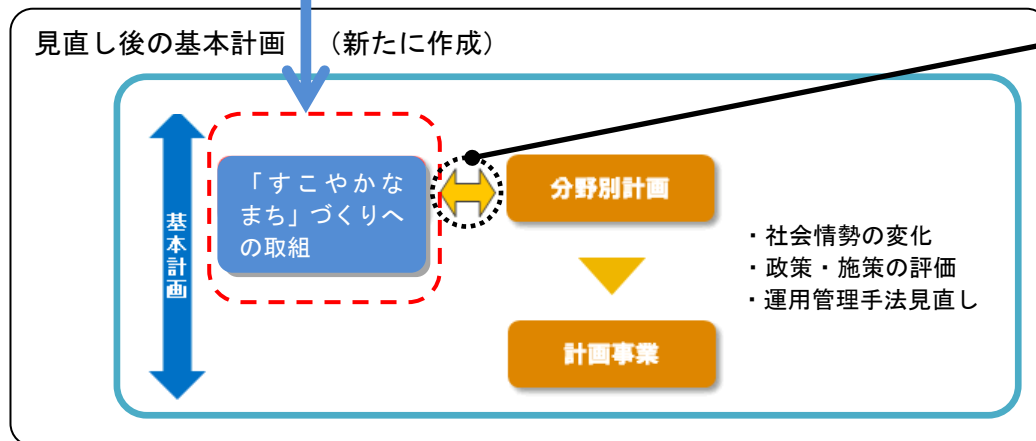 見直し後の基本計画 （新たに作成）
基本計画
「すこやかな
まち」づくりへ
の取組
分野別計画
計画事業
・社会情勢の変化
・政策・施策の評価
・運用管理手法見直し